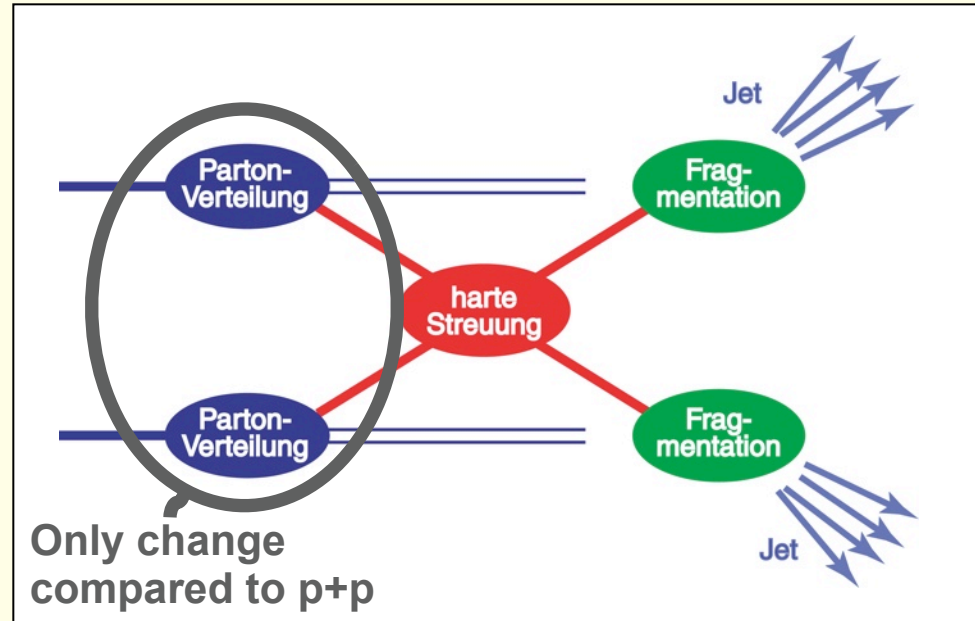 Jet
Parton-
Verteilung
Frag-
mentation
harte
Streuung
Parton-
Verteilung
Frag-
mentation
Only change
compared to p+p
Jet